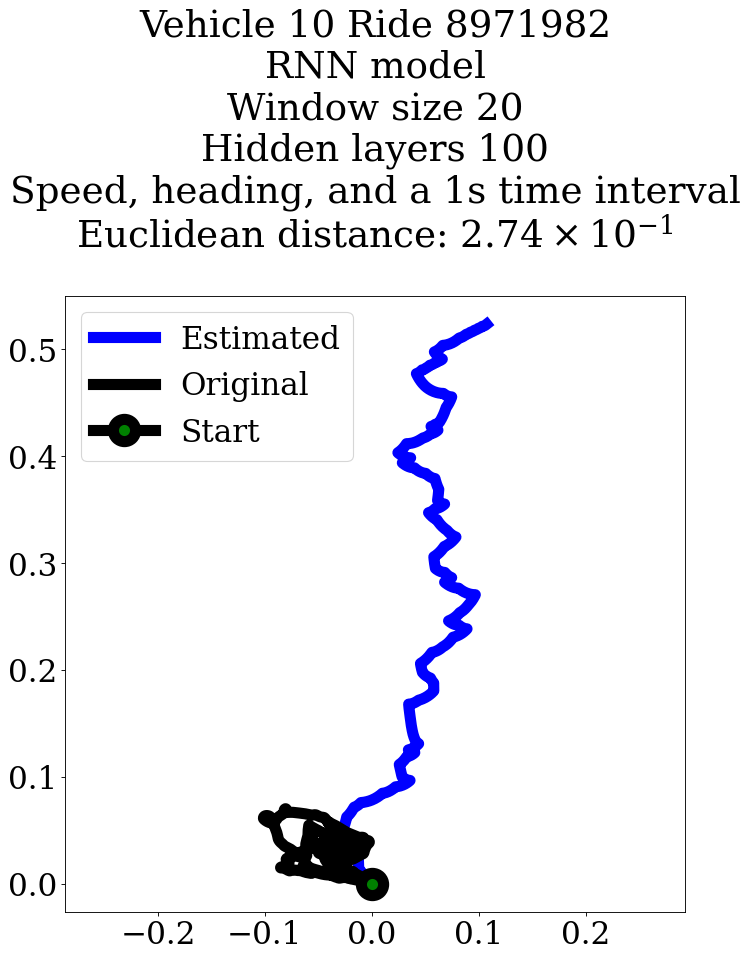 Vehicle 10 Ride 8971982
RNN model
Window size 20
Hidden layers 100
Speed, heading, and a 1s time interval
Euclidean distance: 2.74 × 10⁻¹
Estimated
Original
Start
0.5
0.4
0.3
0.2
0.1
0.0
−0.2 −0.1 0.0 0.1 0.2